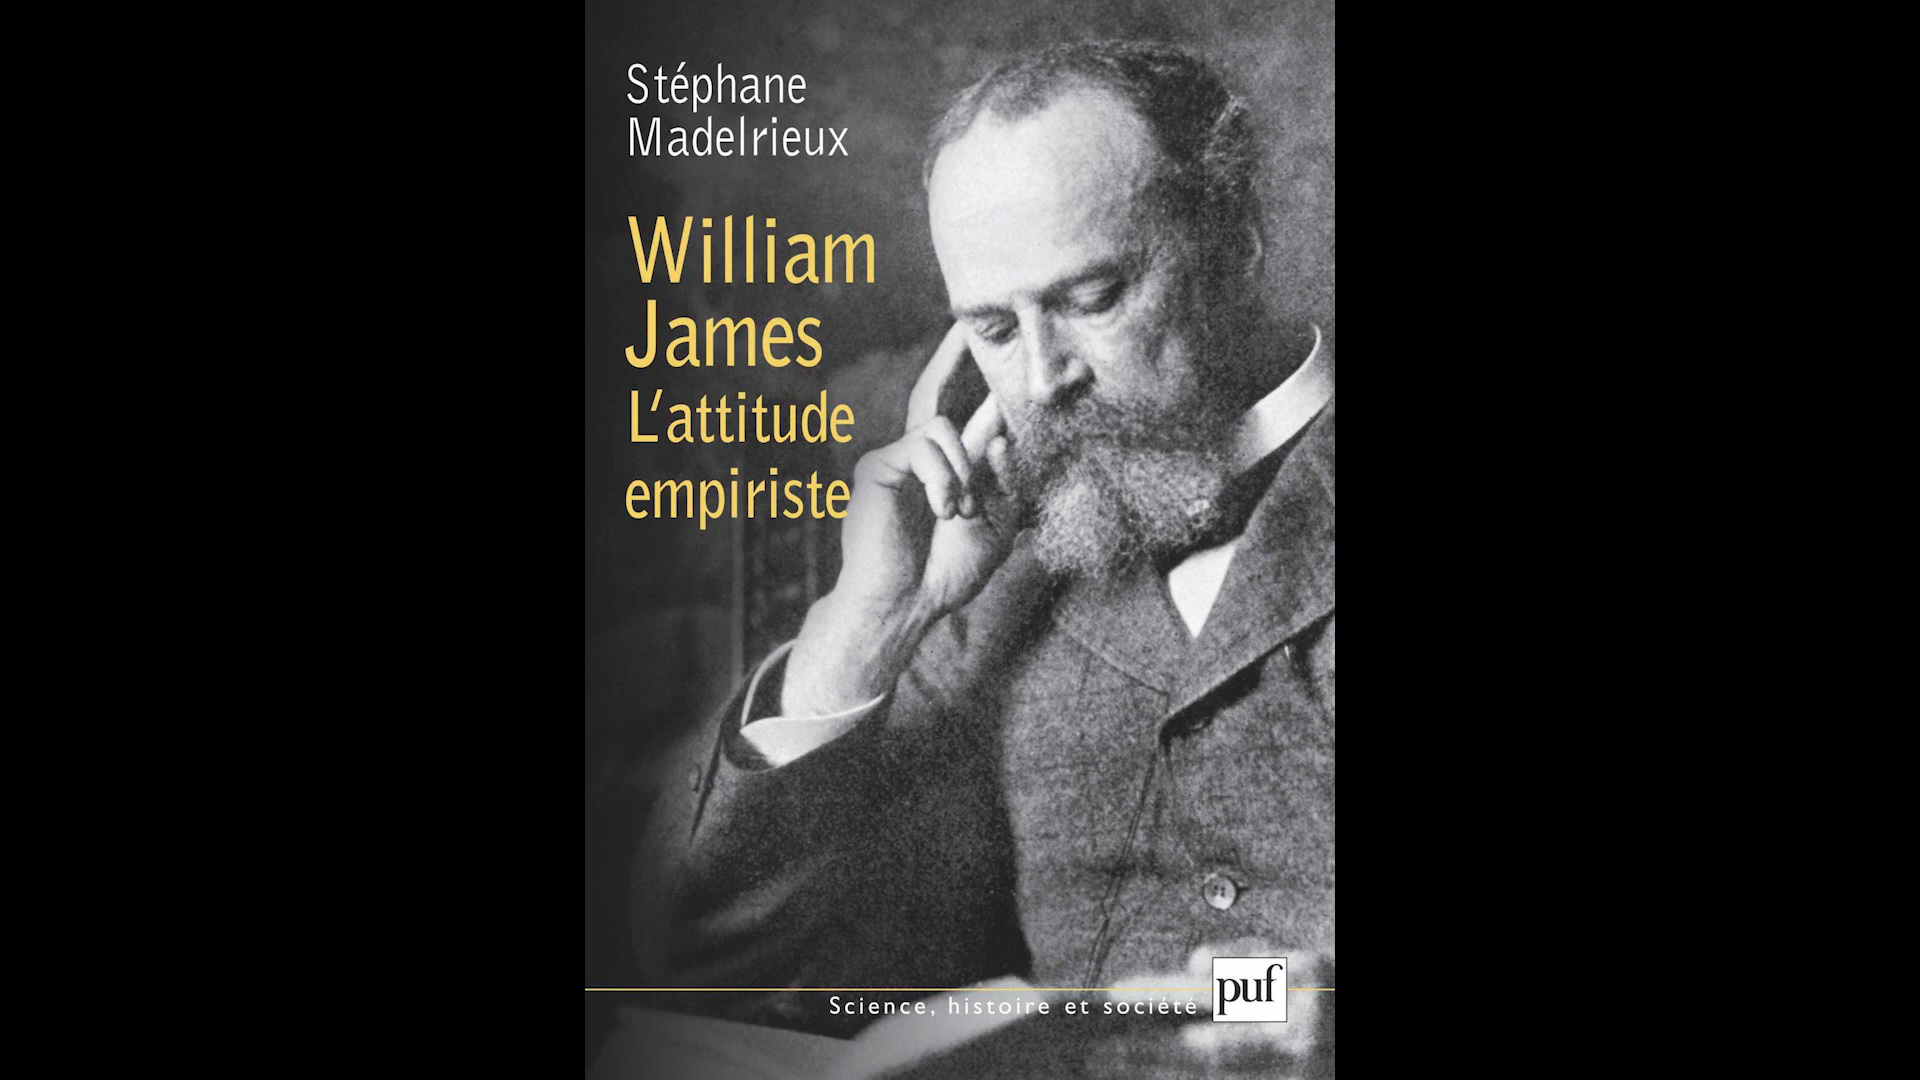 Stéphane
Madelrieux
William
James
L'attitude
empiriste
Science, histoire et société
puf